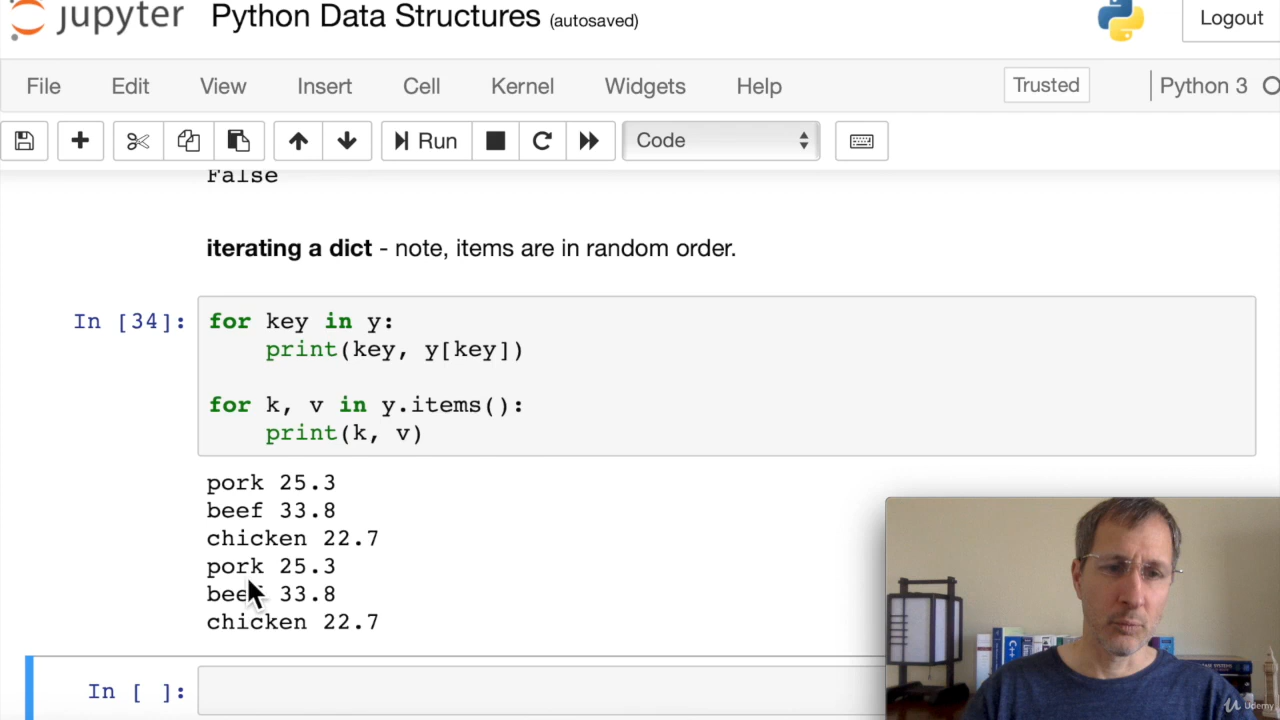 jupyter Python Data Structures (autosaved) Logout
File Edit View Insert Cell Kernel Widgets Help Trusted Python 3
Run Code
False
iterating a dict - note, items are in random order.
In [34]: for key in y:
    print(key, y[key])
for k, v in y.items():
    print(k, v)
pork 25.3
beef 33.8
chicken 22.7
pork 25.3
beef 33.8
chicken 22.7
In [ ]:
C++
Udemy